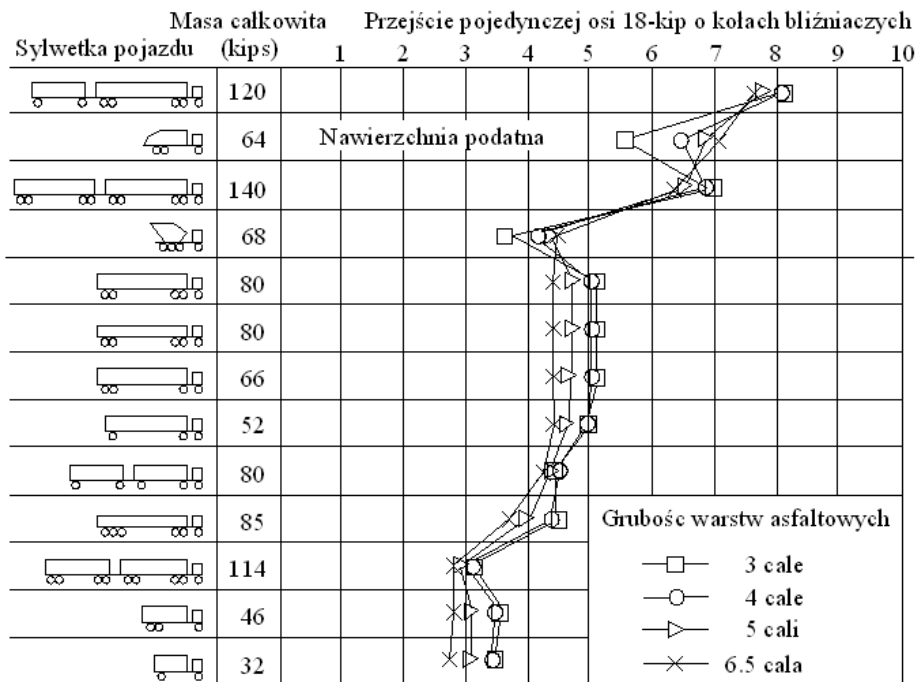 Masa całkowita Przejście pojedynczej osi 18-kip o kołach bliźniaczych
Sylwetka pojazdu (kips) 1 2 3 4 5 6 7 8 9 10
120
64 Nawierzchnia podatna
140
68
80
80
66
52
80
85 Grubośc warstw asfaltowych
3 cale
114
4 cale
46
5 cali
32
6.5 cala